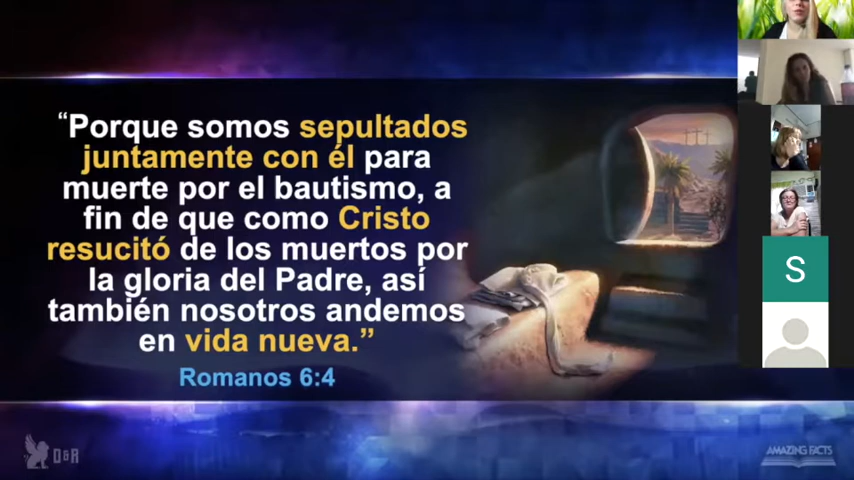 “Porque somos sepultados
juntamente con él para
muerte por el bautismo, a
fin de que como Cristo
resucitó de los muertos por
la gloria del Padre, así
también nosotros andemos
en vida nueva.”
Romanos 6:4
S
D&R
AMAZING FACTS